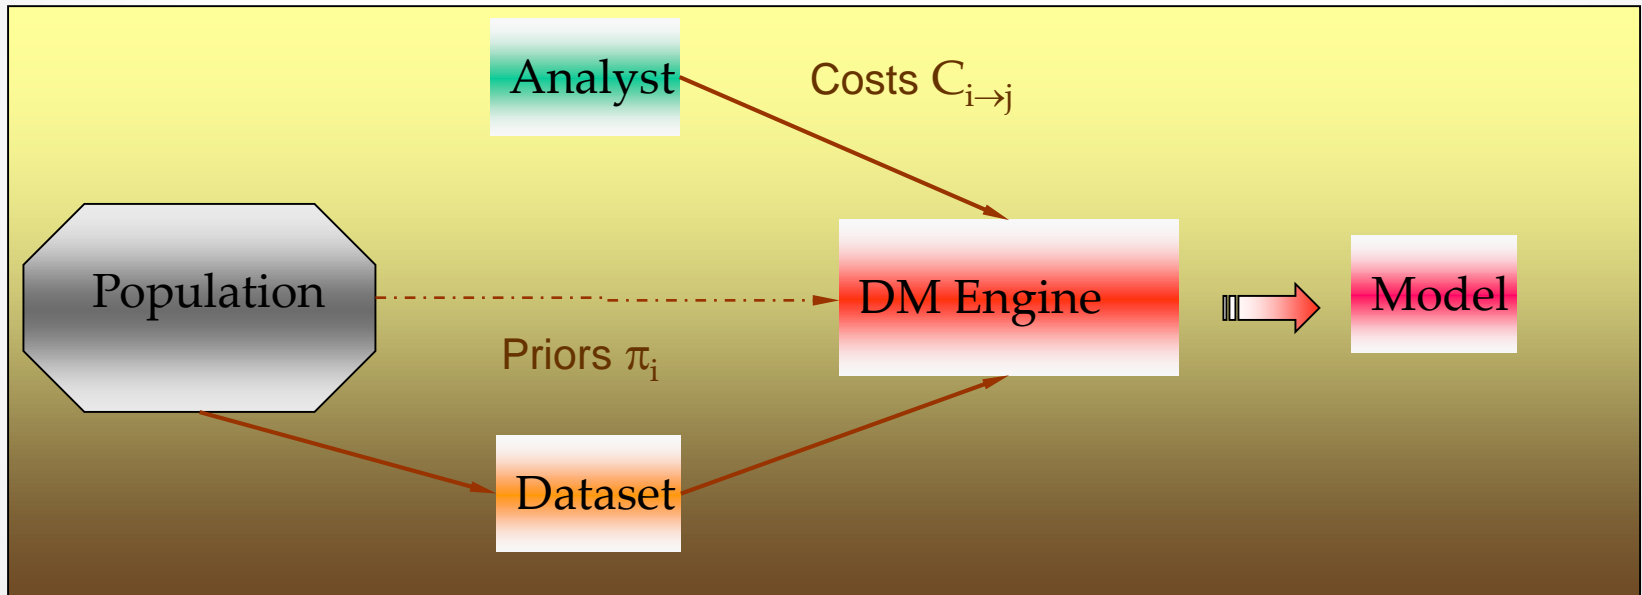 Analyst
Costs C_{i→j}
Population
DM Engine
Model
Priors π_i
Dataset